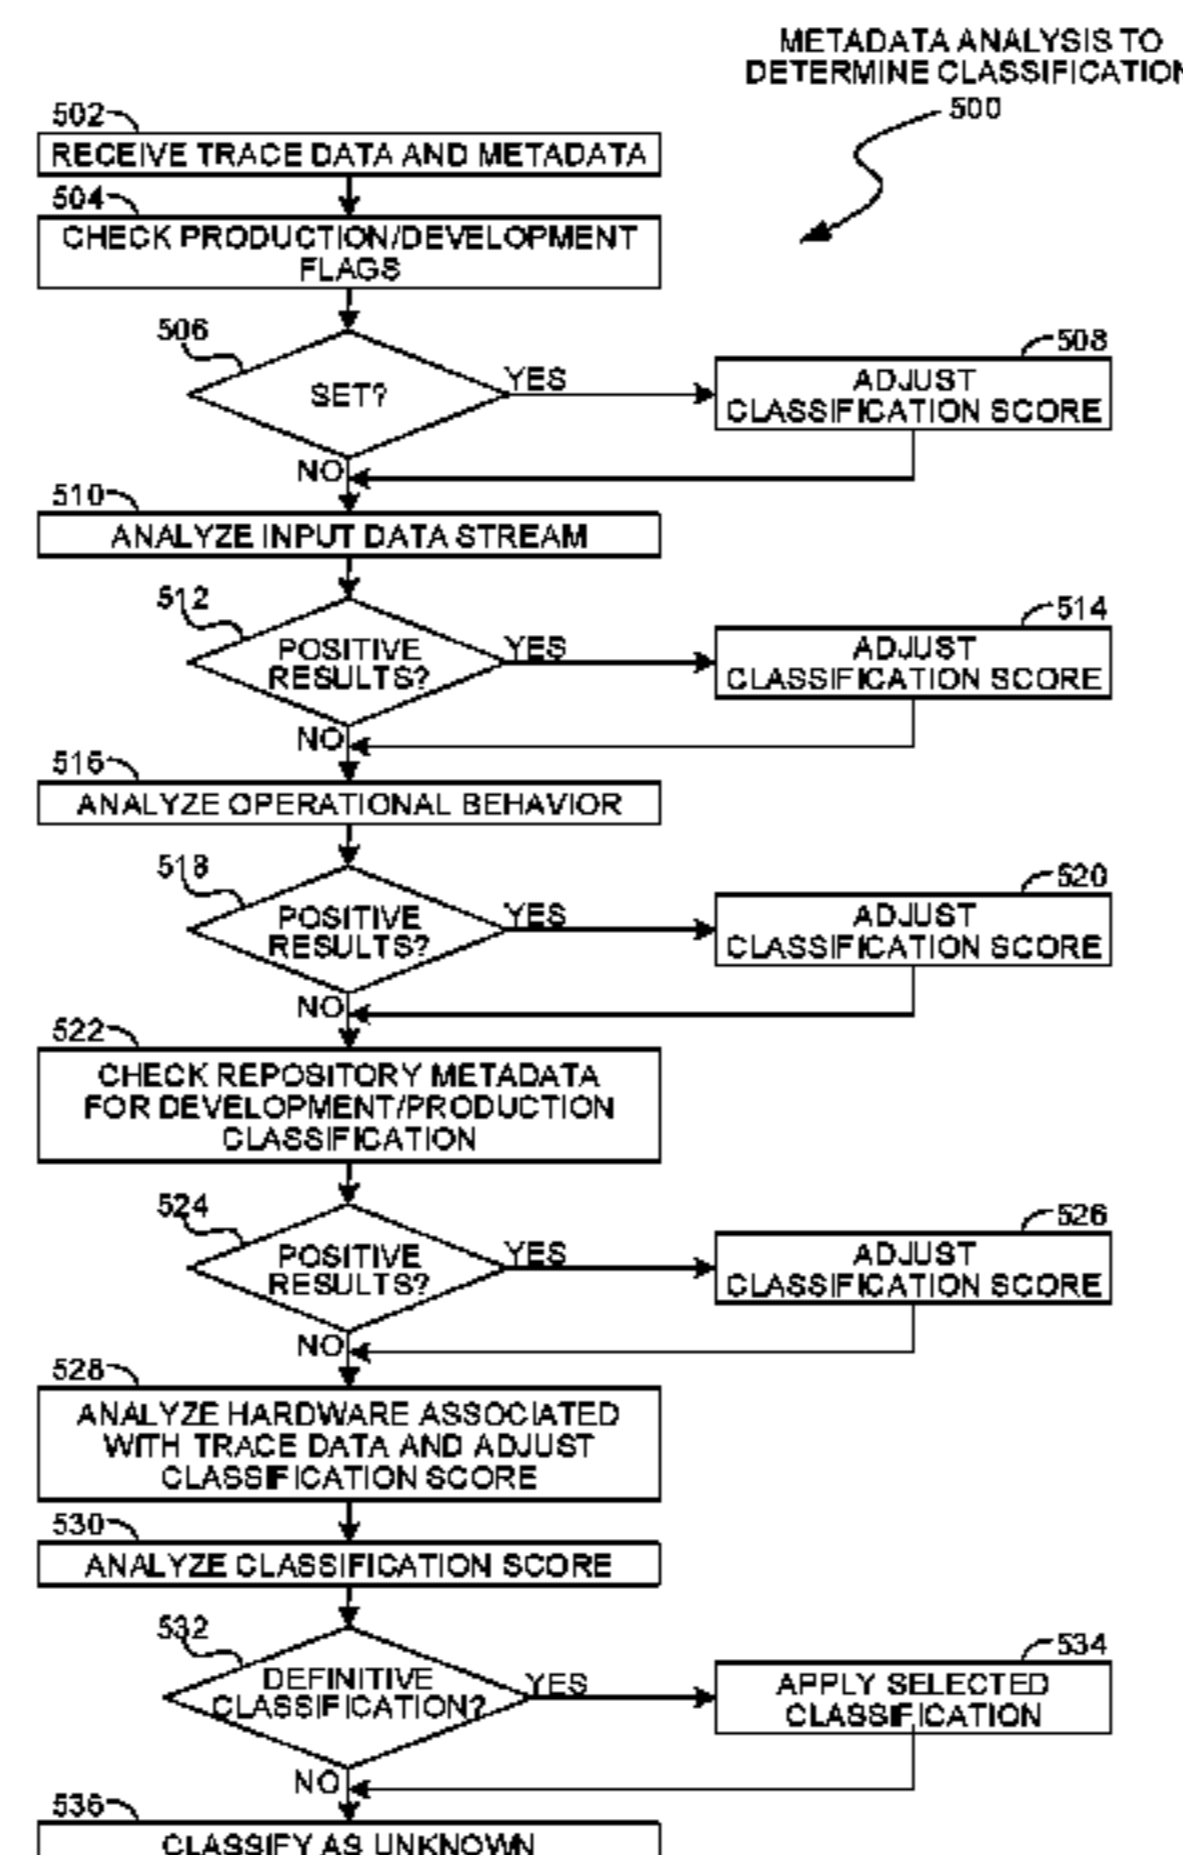 METADATA ANALYSIS TO
DETERMINE CLASSIFICATION
500
502
RECEIVE TRACE DATA AND METADATA
504
CHECK PRODUCTION/DEVELOPMENT
FLAGS
506
SET?
YES
508
ADJUST
CLASSIFICATION SCORE
NO
510
ANALYZE INPUT DATA STREAM
512
POSITIVE
RESULTS?
YES
514
ADJUST
CLASSIFICATION SCORE
NO
516
ANALYZE OPERATIONAL BEHAVIOR
518
POSITIVE
RESULTS?
YES
520
ADJUST
CLASSIFICATION SCORE
NO
522
CHECK REPOSITORY METADATA
FOR DEVELOPMENT/PRODUCTION
CLASSIFICATION
524
POSITIVE
RESULTS?
YES
526
ADJUST
CLASSIFICATION SCORE
NO
528
ANALYZE HARDWARE ASSOCIATED
WITH TRACE DATA AND ADJUST
CLASSIFICATION SCORE
530
ANALYZE CLASSIFICATION SCORE
532
DEFINITIVE
CLASSIFICATION?
YES
534
APPLY SELECTED
CLASSIFICATION
NO
536
CLASSIFY AS UNKNOWN